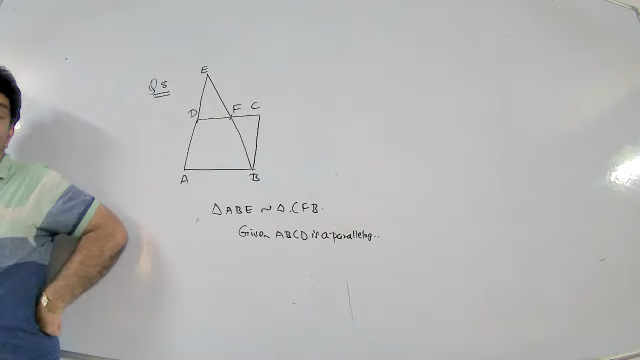 Q 8
E
D F C
A B
△ABE ~ △.CFB.
Given ABCD is a parallelog..